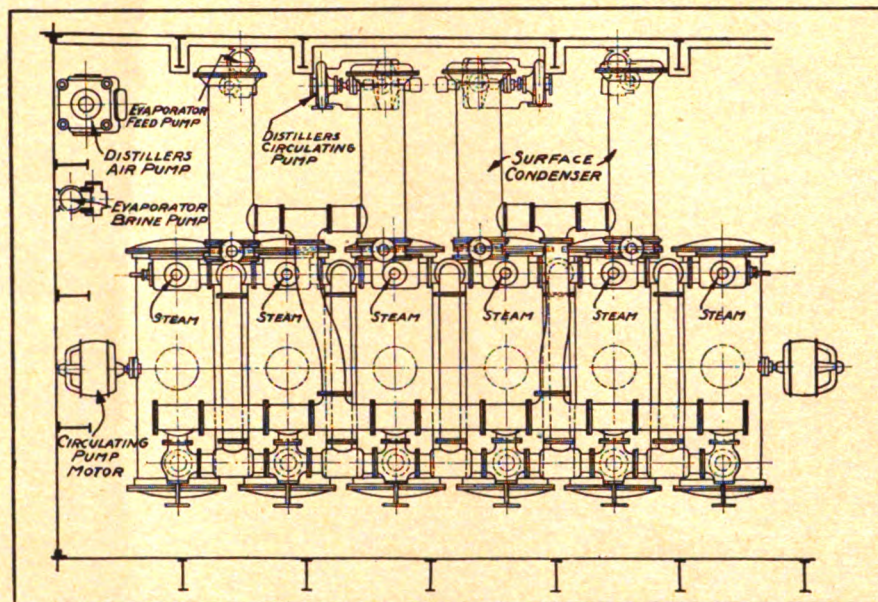 EVAPORATOR
FEED PUMP
DISTILLERS
AIR PUMP
DISTILLERS
CIRCULATING
PUMP
SURFACE
CONDENSER
EVAPORATOR
BRINE PUMP
STEAM
STEAM
STEAM
STEAM
STEAM
STEAM
CIRCULATING
PUMP
MOTOR